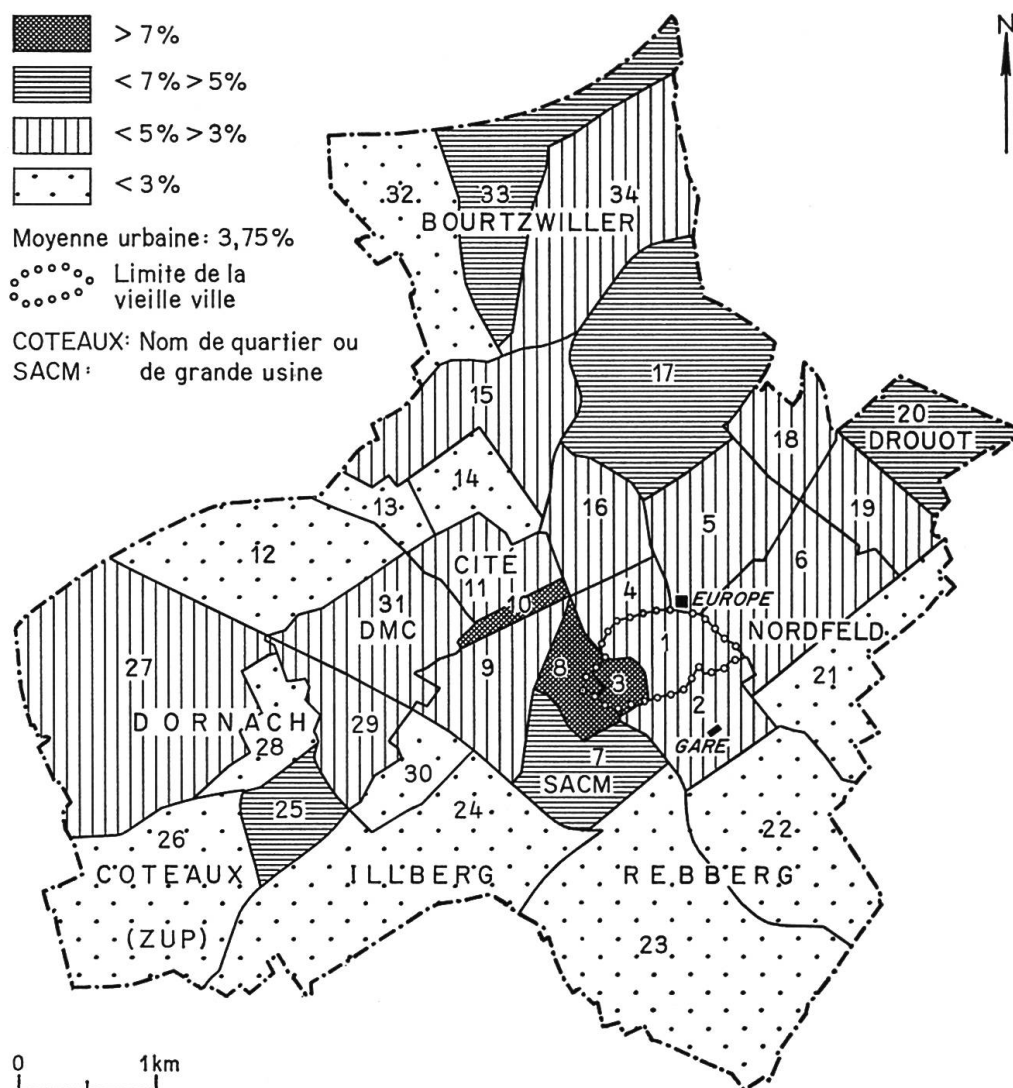 > 7%
< 7% > 5%
< 5% > 3%
< 3%
Moyenne urbaine: 3,75%
Limite de la
vieille ville
COTEAUX: Nom de quartier ou
SACM: de grande usine
N
32
33
34
BOURTZWILLER
17
15
20
DROUOT
18
14
13
19
16
5
12
6
CITÉ
11
10
4
31
DMC
EUROPE
1
NORDFELD
27
9
8
3
21
2
DORNACH
29
28
GARE
7
SACM
30
25
24
26
22
COTEAUX
ILLBERG
REBBERG
(ZUP)
23
0 1km